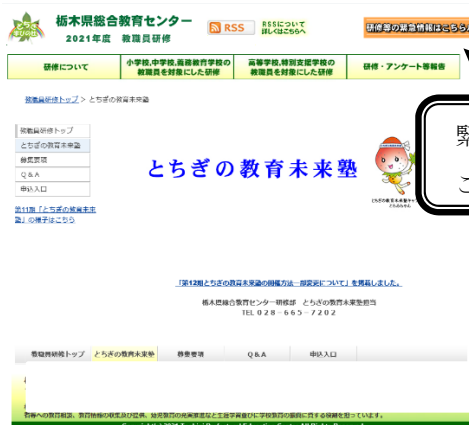 栃木県総合教育センター
2021年度 教職員研修
RSS
RSSについて
詳しくはこちらへ
研修等の緊急情報はこちら
研修について
小学校,中学校,義務教育学校の
教職員を対象にした研修
高等学校,特別支援学校の
教職員を対象にした研修
研修・アンケート等報告
教職員研修トップ > とちぎの教育未来塾
教職員研修トップ
とちぎの教育未来塾
募集要項
Q & A
申込入口
第11期「とちぎの教育未来
塾」の様子はこちら
とちぎの教育未来塾
緊
こ
「第12期とちぎの教育未来塾の開催方法一部変更について」を掲載しました。
栃木県総合教育センター研修部 とちぎの教育未来塾担当
TEL 028-665-7202
教職員研修トップ とちぎの教育未来塾 募集要項 Q&A 申込入口